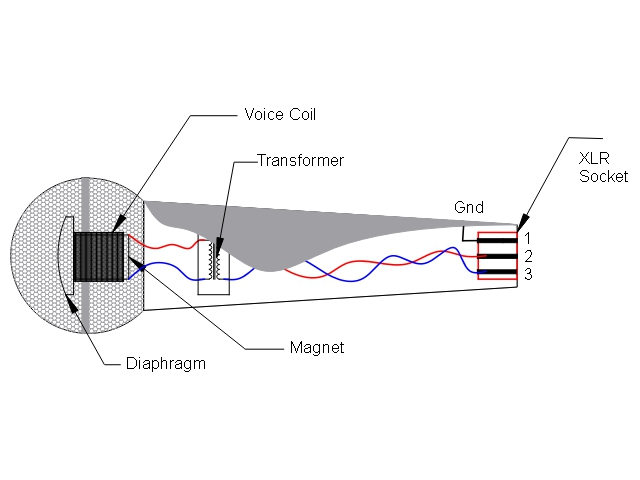 Voice Coil
Transformer
XLR
Socket
Gnd
1
2
3
Magnet
Diaphragm